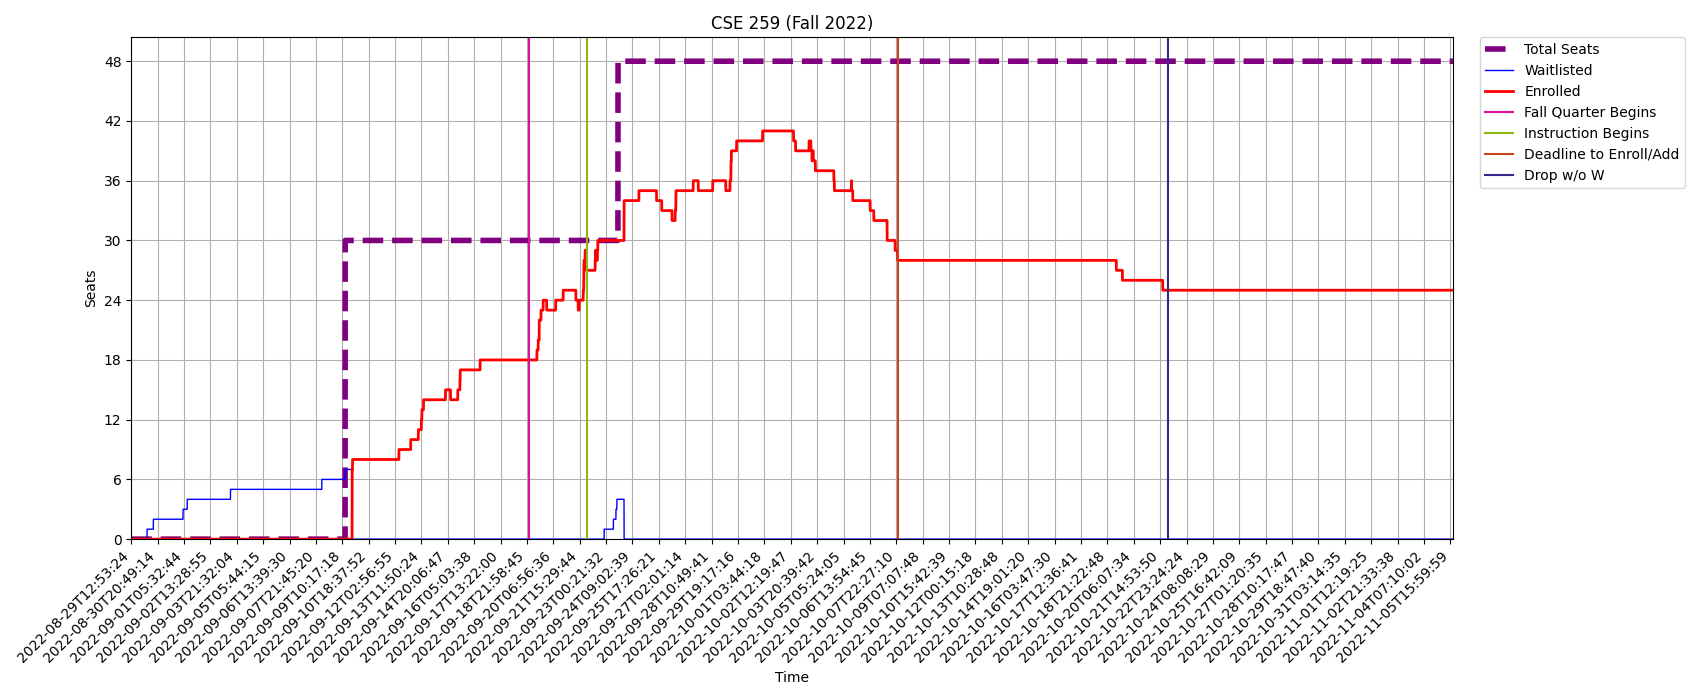 CSE 259 (Fall 2022)
Total Seats
Waitlisted
Enrolled
Fall Quarter Begins
Instruction Begins
Deadline to Enroll/Add
Drop w/o W
Seats
48
42
36
30
24
18
12
6
0
2022-08-29T12:53:24
2022-08-30T20:49:14
2022-09-01T05:32:44
2022-09-02T13:28:55
2022-09-03T21:32:04
2022-09-05T05:44:15
2022-09-06T13:39:30
2022-09-07T21:45:20
2022-09-09T10:17:18
2022-09-10T18:37:52
2022-09-12T02:56:55
2022-09-13T11:50:24
2022-09-14T20:06:47
2022-09-16T05:03:38
2022-09-17T13:22:00
2022-09-18T21:58:45
2022-09-20T06:56:36
2022-09-21T15:29:44
2022-09-23T00:21:32
2022-09-24T09:02:39
2022-09-25T17:26:21
2022-09-27T02:01:14
2022-09-28T10:49:41
2022-09-29T19:17:16
2022-10-01T03:44:18
2022-10-02T12:19:47
2022-10-03T20:39:42
2022-10-05T05:24:05
2022-10-06T13:54:45
2022-10-07T22:27:10
2022-10-09T07:07:48
2022-10-10T15:42:39
2022-10-12T00:15:18
2022-10-13T10:28:48
2022-10-14T19:01:20
2022-10-16T03:47:30
2022-10-17T12:36:41
2022-10-18T21:22:48
2022-10-20T06:07:34
2022-10-21T14:53:50
2022-10-22T23:24:24
2022-10-24T08:08:29
2022-10-25T16:42:09
2022-10-27T01:20:35
2022-10-28T10:17:47
2022-10-29T18:47:40
2022-10-31T03:14:35
2022-11-01T12:19:25
2022-11-02T21:33:38
2022-11-04T07:10:02
2022-11-05T15:59:59
Time